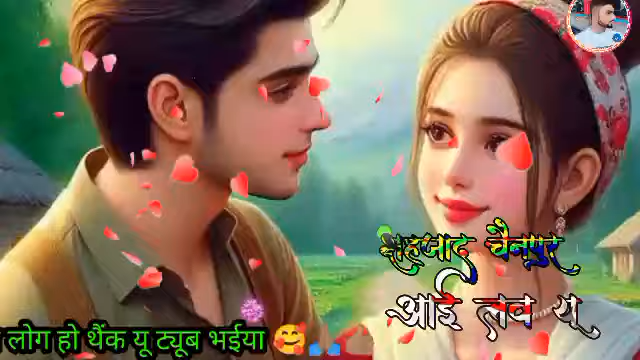 शहजाद चैनपुर
आई लव यू
लोग हो थैंक यू ट्यूब भईया 🥰🙏